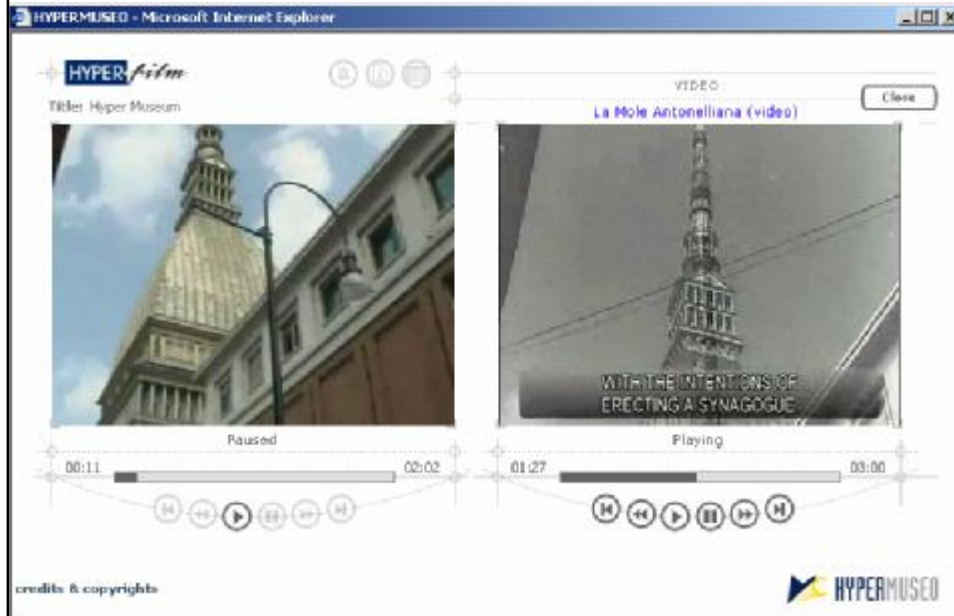 HYPERMUSEO - Microsoft Internet Explorer
HYPER film
Title: Hyper Museum
VIDEO
Close
La Mole Antonelliana (video)
WITH THE INTENTIONS OF
ERECTING A SYNAGOGUE
Paused
00:11
02:02
Playing
01:27
03:00
credits & copyrights
HYPERMUSEO